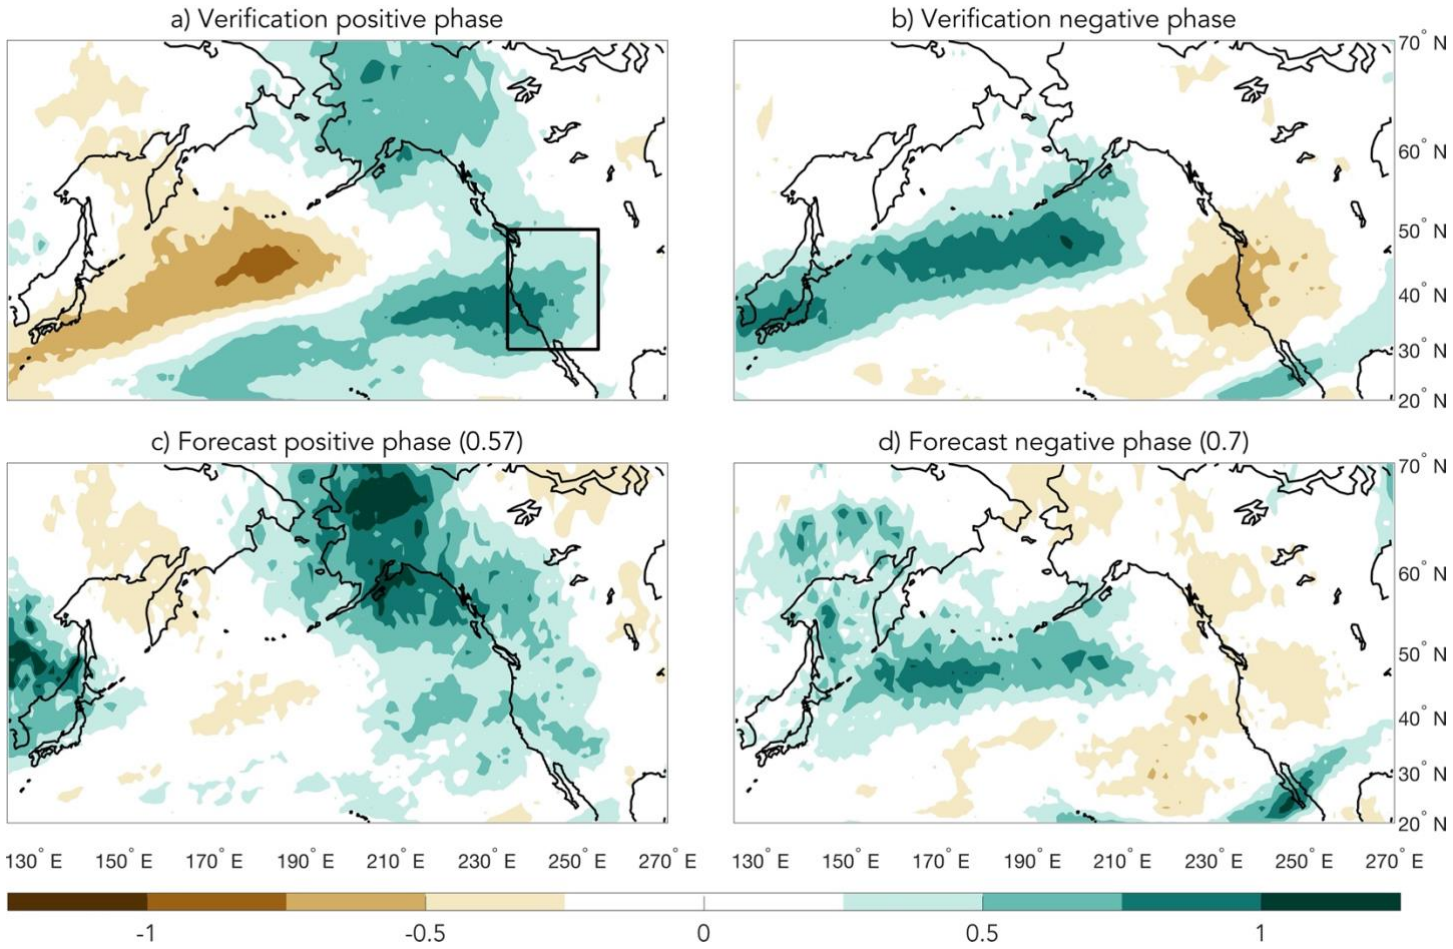 a) Verification positive phase
b) Verification negative phase
70° N
60° N
50° N
40° N
30° N
20° N
c) Forecast positive phase (0.57)
d) Forecast negative phase (0.7)
70° N
60° N
50° N
40° N
30° N
20° N
130° E 150° E 170° E 190° E 210° E 230° E 250° E 270° E
130° E 150° E 170° E 190° E 210° E 230° E 250° E 270° E
-1 -0.5 0 0.5 1